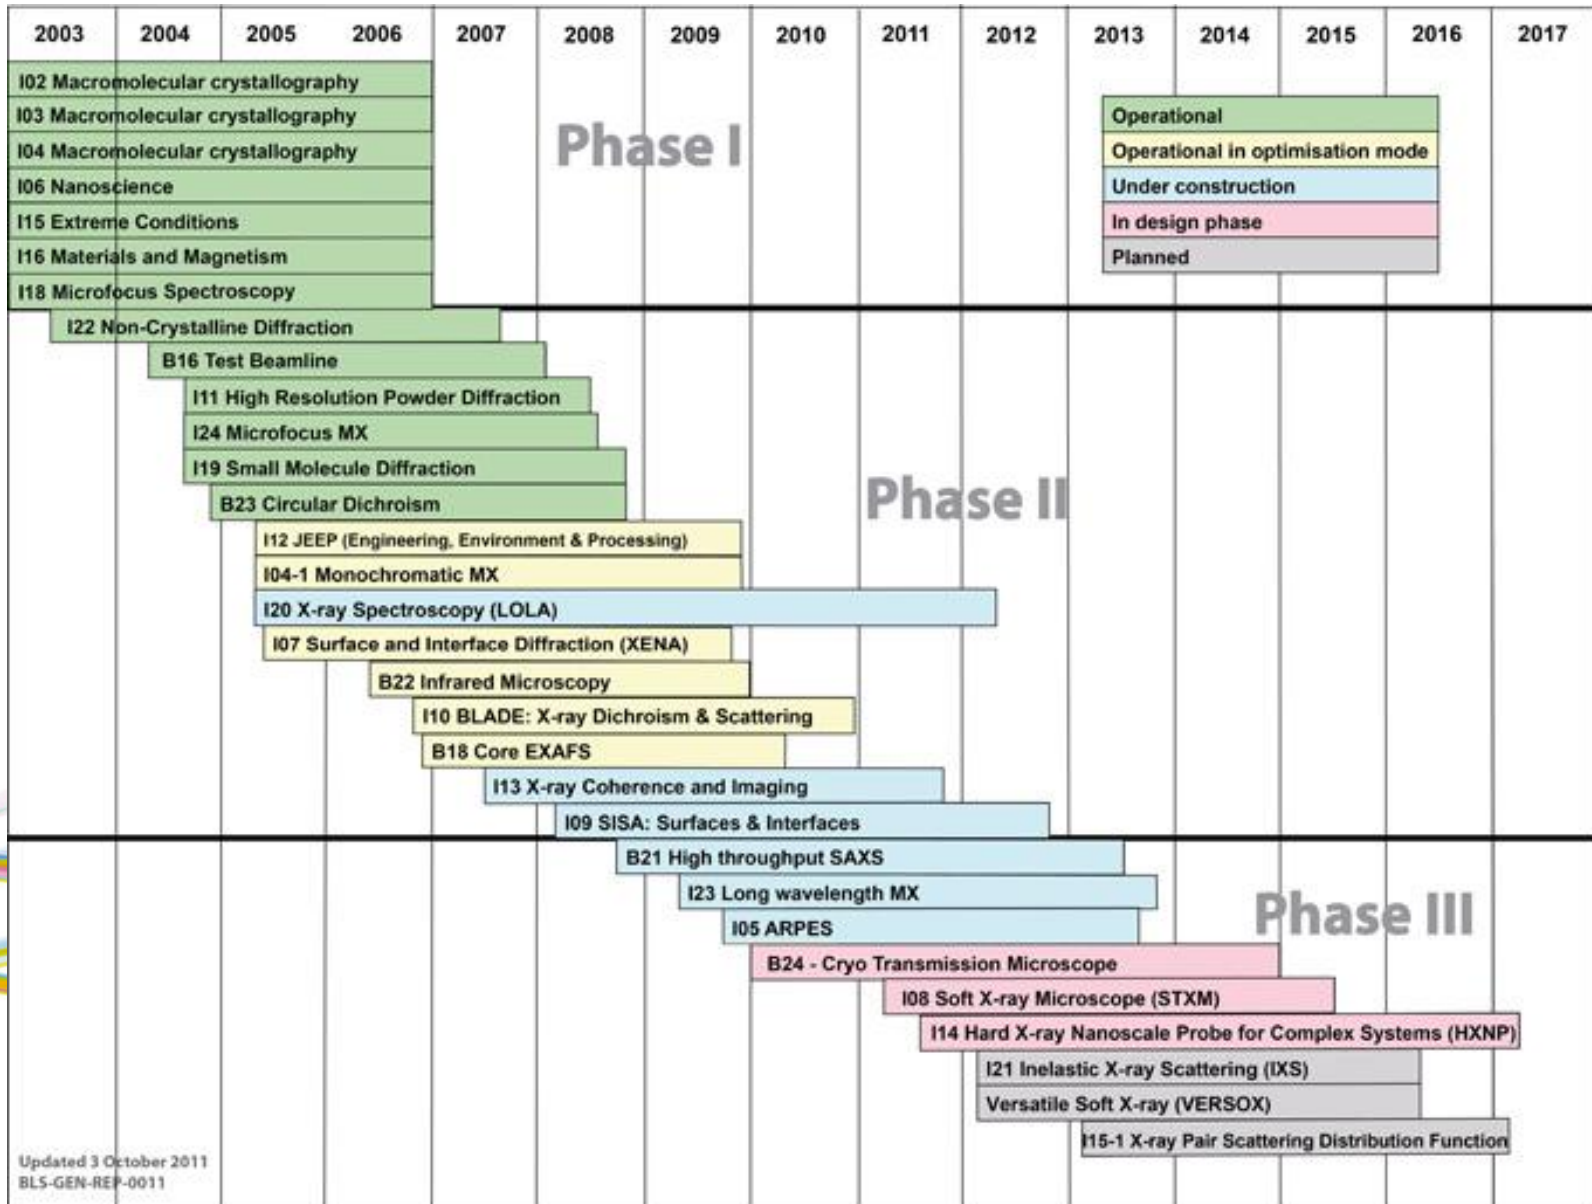 2003 2004 2005 2006 2007 2008 2009 2010 2011 2012 2013 2014 2015 2016 2017
I02 Macromolecular crystallography
I03 Macromolecular crystallography
I04 Macromolecular crystallography
I06 Nanoscience
I15 Extreme Conditions
I16 Materials and Magnetism
I18 Microfocus Spectroscopy
Phase I
Operational
Operational in optimisation mode
Under construction
In design phase
Planned
I22 Non-Crystalline Diffraction
B16 Test Beamline
I11 High Resolution Powder Diffraction
I24 Microfocus MX
I19 Small Molecule Diffraction
B23 Circular Dichroism
Phase II
I12 JEEP (Engineering, Environment & Processing)
I04-1 Monochromatic MX
I20 X-ray Spectroscopy (LOLA)
I07 Surface and Interface Diffraction (XENA)
B22 Infrared Microscopy
I10 BLADE: X-ray Dichroism & Scattering
B18 Core EXAFS
I13 X-ray Coherence and Imaging
I09 SISA: Surfaces & Interfaces
B21 High throughput SAXS
I23 Long wavelength MX
I05 ARPES
Phase III
B24 - Cryo Transmission Microscope
I08 Soft X-ray Microscope (STXM)
I14 Hard X-ray Nanoscale Probe for Complex Systems (HXNP)
I21 Inelastic X-ray Scattering (IXS)
Versatile Soft X-ray (VERSOX)
I15-1 X-ray Pair Scattering Distribution Function
Updated 3 October 2011
BLS-GEN-REP-0011